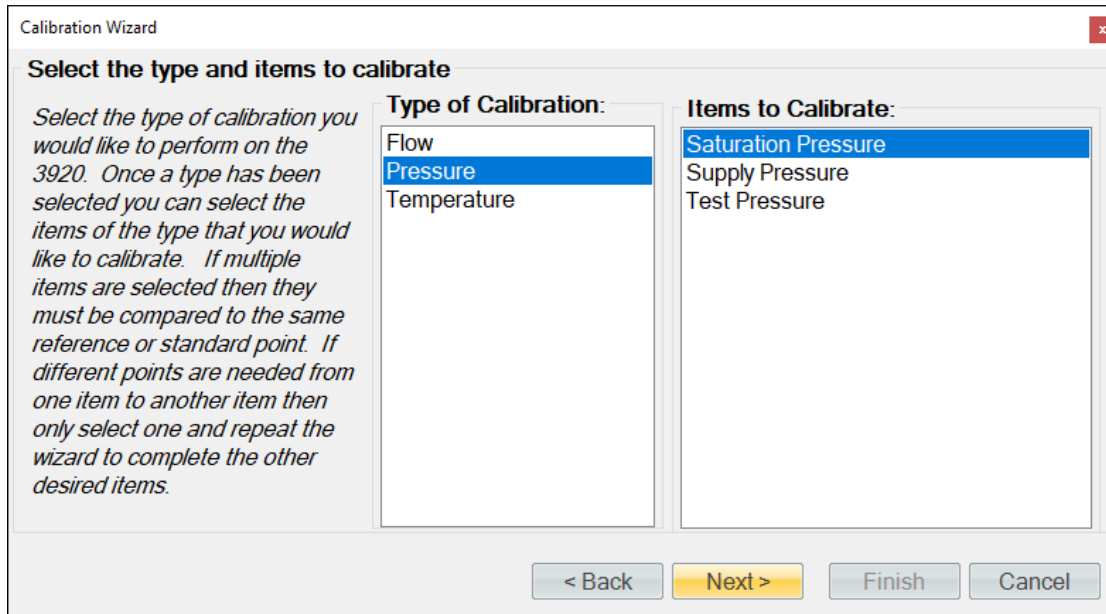 Calibration Wizard
x
Select the type and items to calibrate
Select the type of calibration you
would like to perform on the
3920. Once a type has been
selected you can select the
items of the type that you would
like to calibrate. If multiple
items are selected then they
must be compared to the same
reference or standard point. If
different points are needed from
one item to another item then
only select one and repeat the
wizard to complete the other
desired items.
Type of Calibration:
Flow
Pressure
Temperature
Items to Calibrate:
Saturation Pressure
Supply Pressure
Test Pressure
< Back
Next >
Finish
Cancel